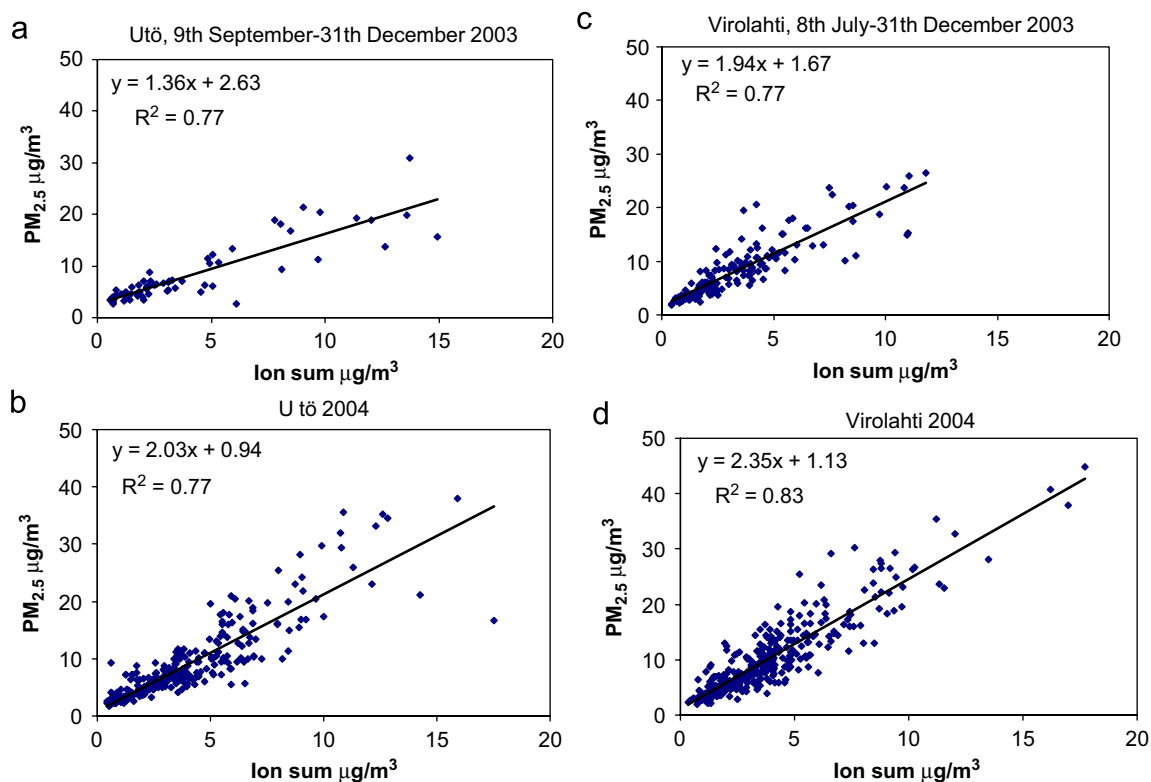 a
Utö, 9th September-31th December 2003
50
40
30
20
10
0
PM2.5 μg/m³
y = 1.36x + 2.63
R² = 0.77
0 5 10 15 20
Ion sum μg/m³
c
Virolahti, 8th July-31th December 2003
50
40
30
20
10
0
PM2.5 μg/m³
y = 1.94x + 1.67
R² = 0.77
0 5 10 15 20
Ion sum μg/m³
b
U tö 2004
50
40
30
20
10
0
PM2.5 μg/m³
y = 2.03x + 0.94
R² = 0.77
0 5 10 15 20
Ion sum μg/m³
d
Virolahti 2004
50
40
30
20
10
0
PM2.5 μg/m³
y = 2.35x + 1.13
R² = 0.83
0 5 10 15 20
Ion sum μg/m³